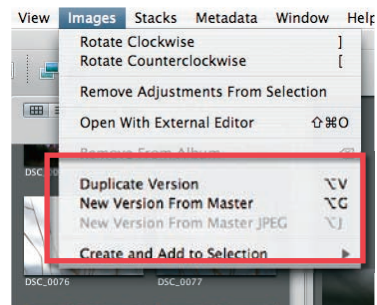 View Images Stacks Metadata Window Help
Rotate Clockwise ]
Rotate Counterclockwise [
Remove Adjustments From Selection
Open With External Editor ⇧⌘O
Remove From Album ⌫
Duplicate Version ⌥V
New Version From Master ⌥G
New Version From Master JPEG ⌥J
Create and Add to Selection ▶
DSC_0076 DSC_0077